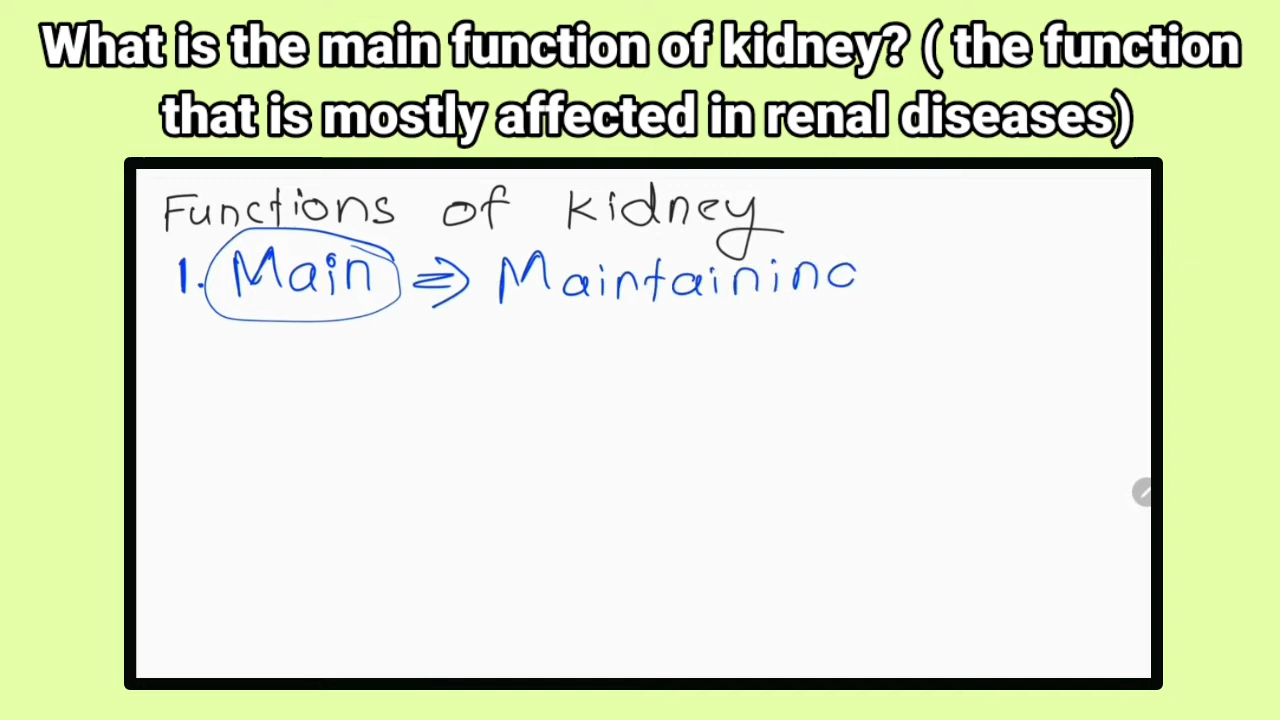 What is the main function of kidney? ( the function
that is mostly affected in renal diseases)
Functions of kidney
1. Main ⇒ Maintaininc